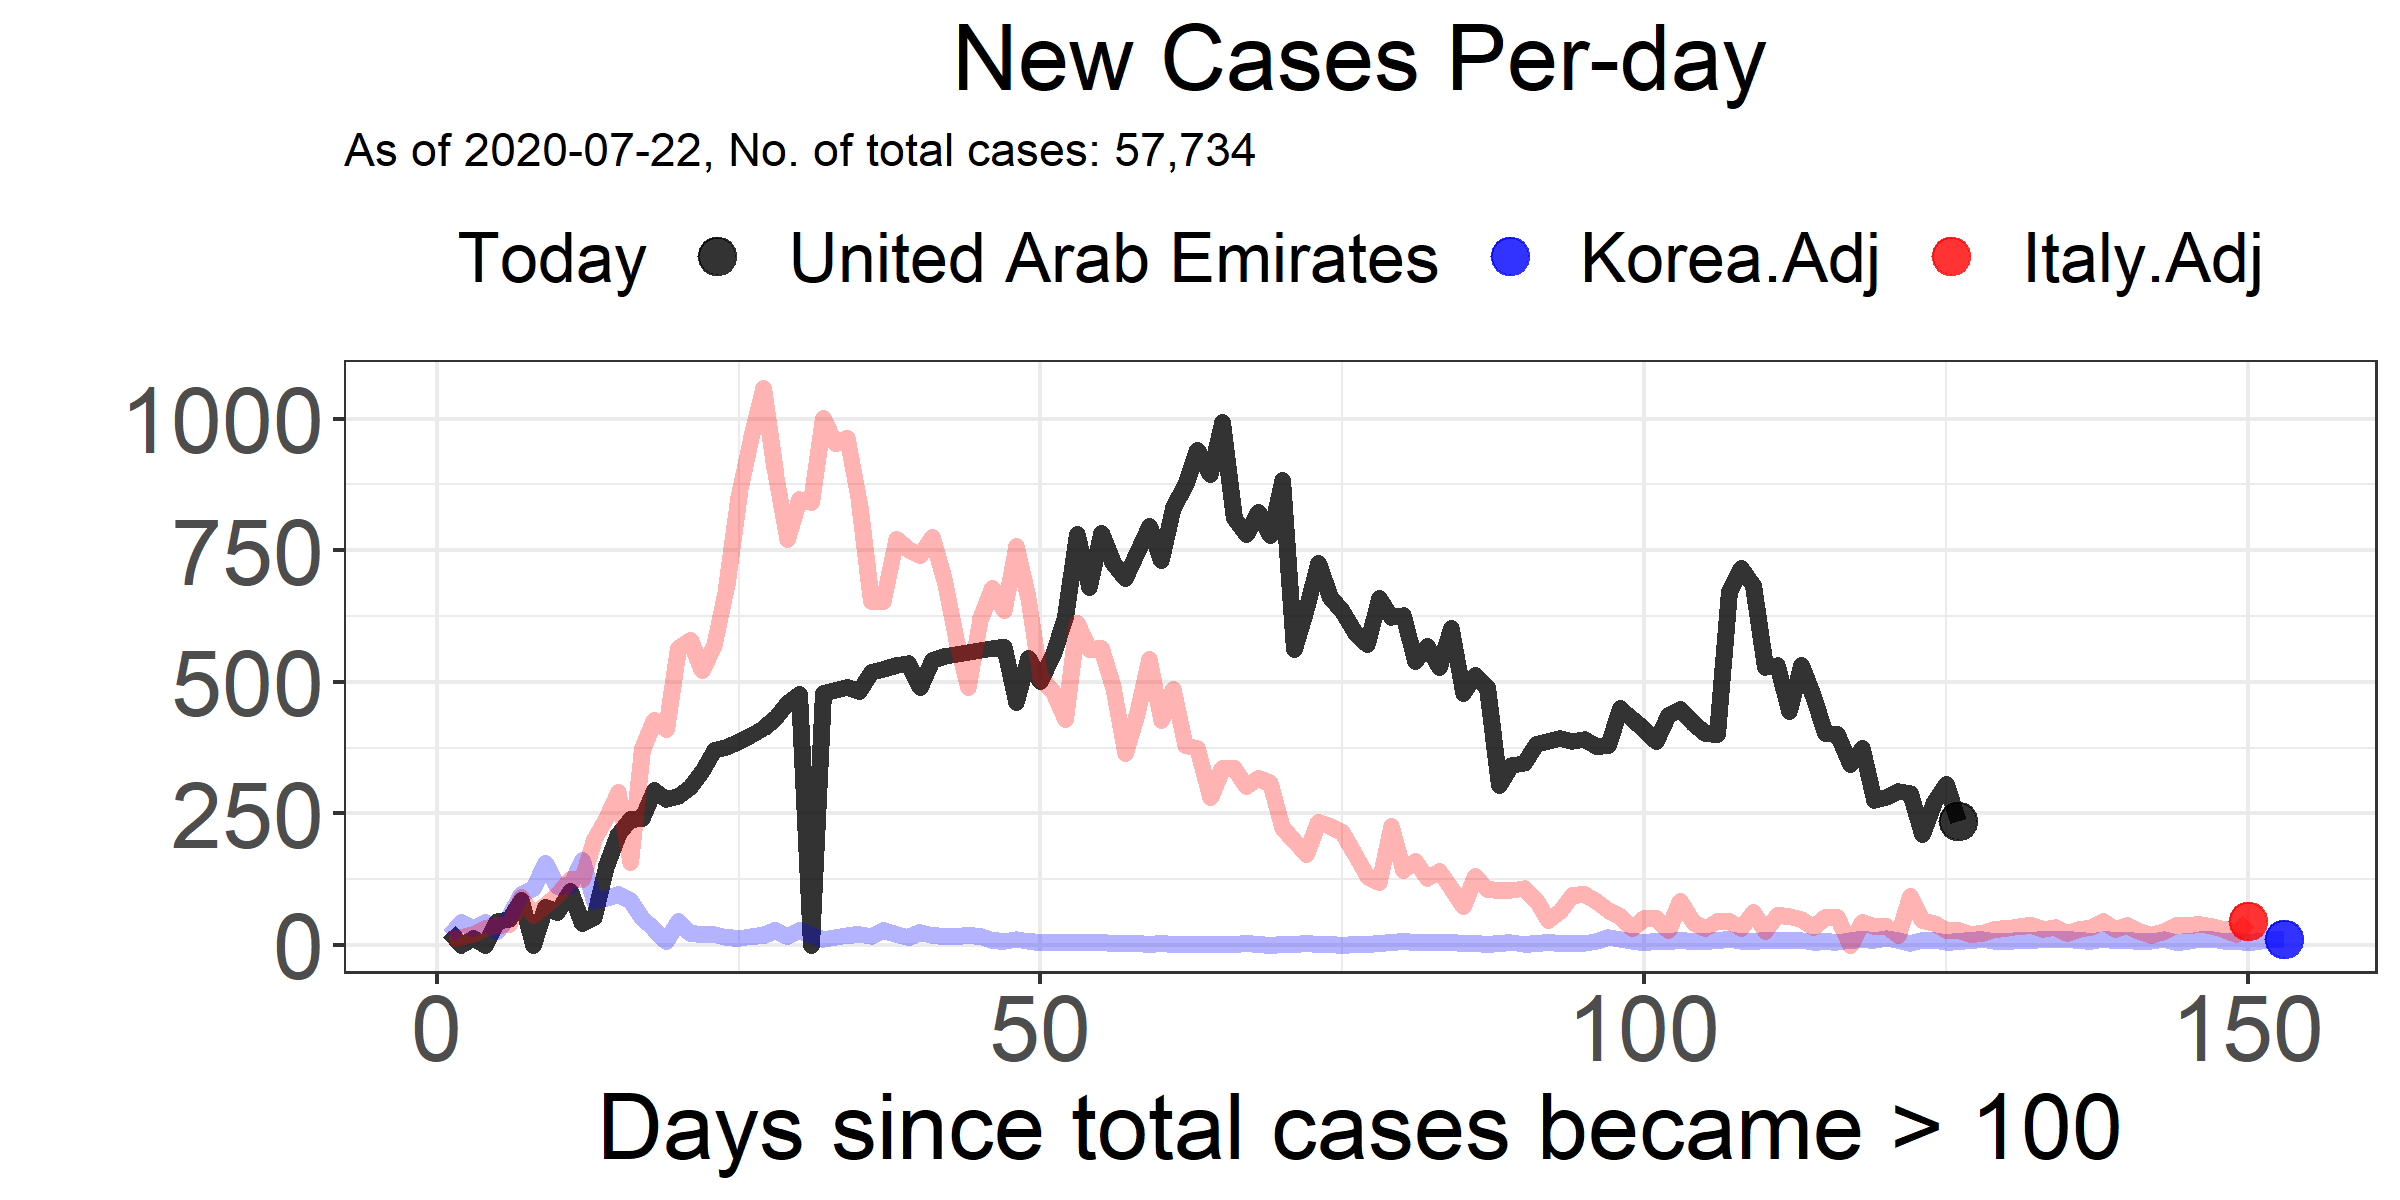 New Cases Per-day
As of 2020-07-22, No. of total cases: 57,734
Today United Arab Emirates Korea.Adj Italy.Adj
1000
750
500
250
0
0 50 100 150
Days since total cases became > 100